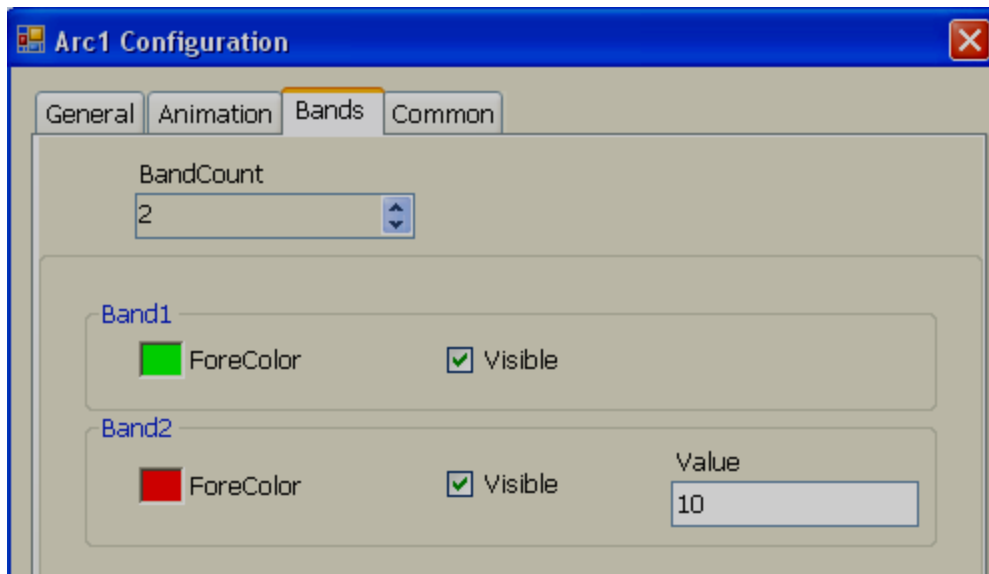 Arc1 Configuration
General Animation Bands Common
BandCount
2
Band1
ForeColor Visible
Band2
Value
ForeColor Visible
10